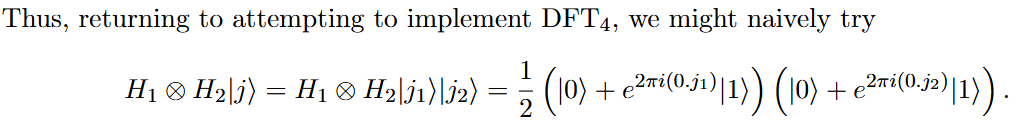 Thus, returning to attempting to implement DFT₄, we might naively try
H₁ ⊗ H₂|j⟩ = H₁ ⊗ H₂|j₁⟩|j₂⟩ = 1/2 (|0⟩ + e^{2πi(0.j₁)}|1⟩) (|0⟩ + e^{2πi(0.j₂)}|1⟩).